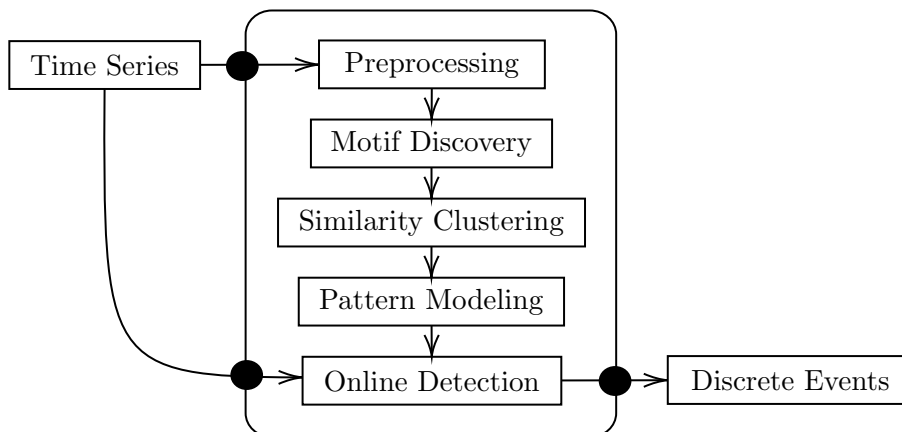 Time Series
Preprocessing
Motif Discovery
Similarity Clustering
Pattern Modeling
Online Detection
Discrete Events